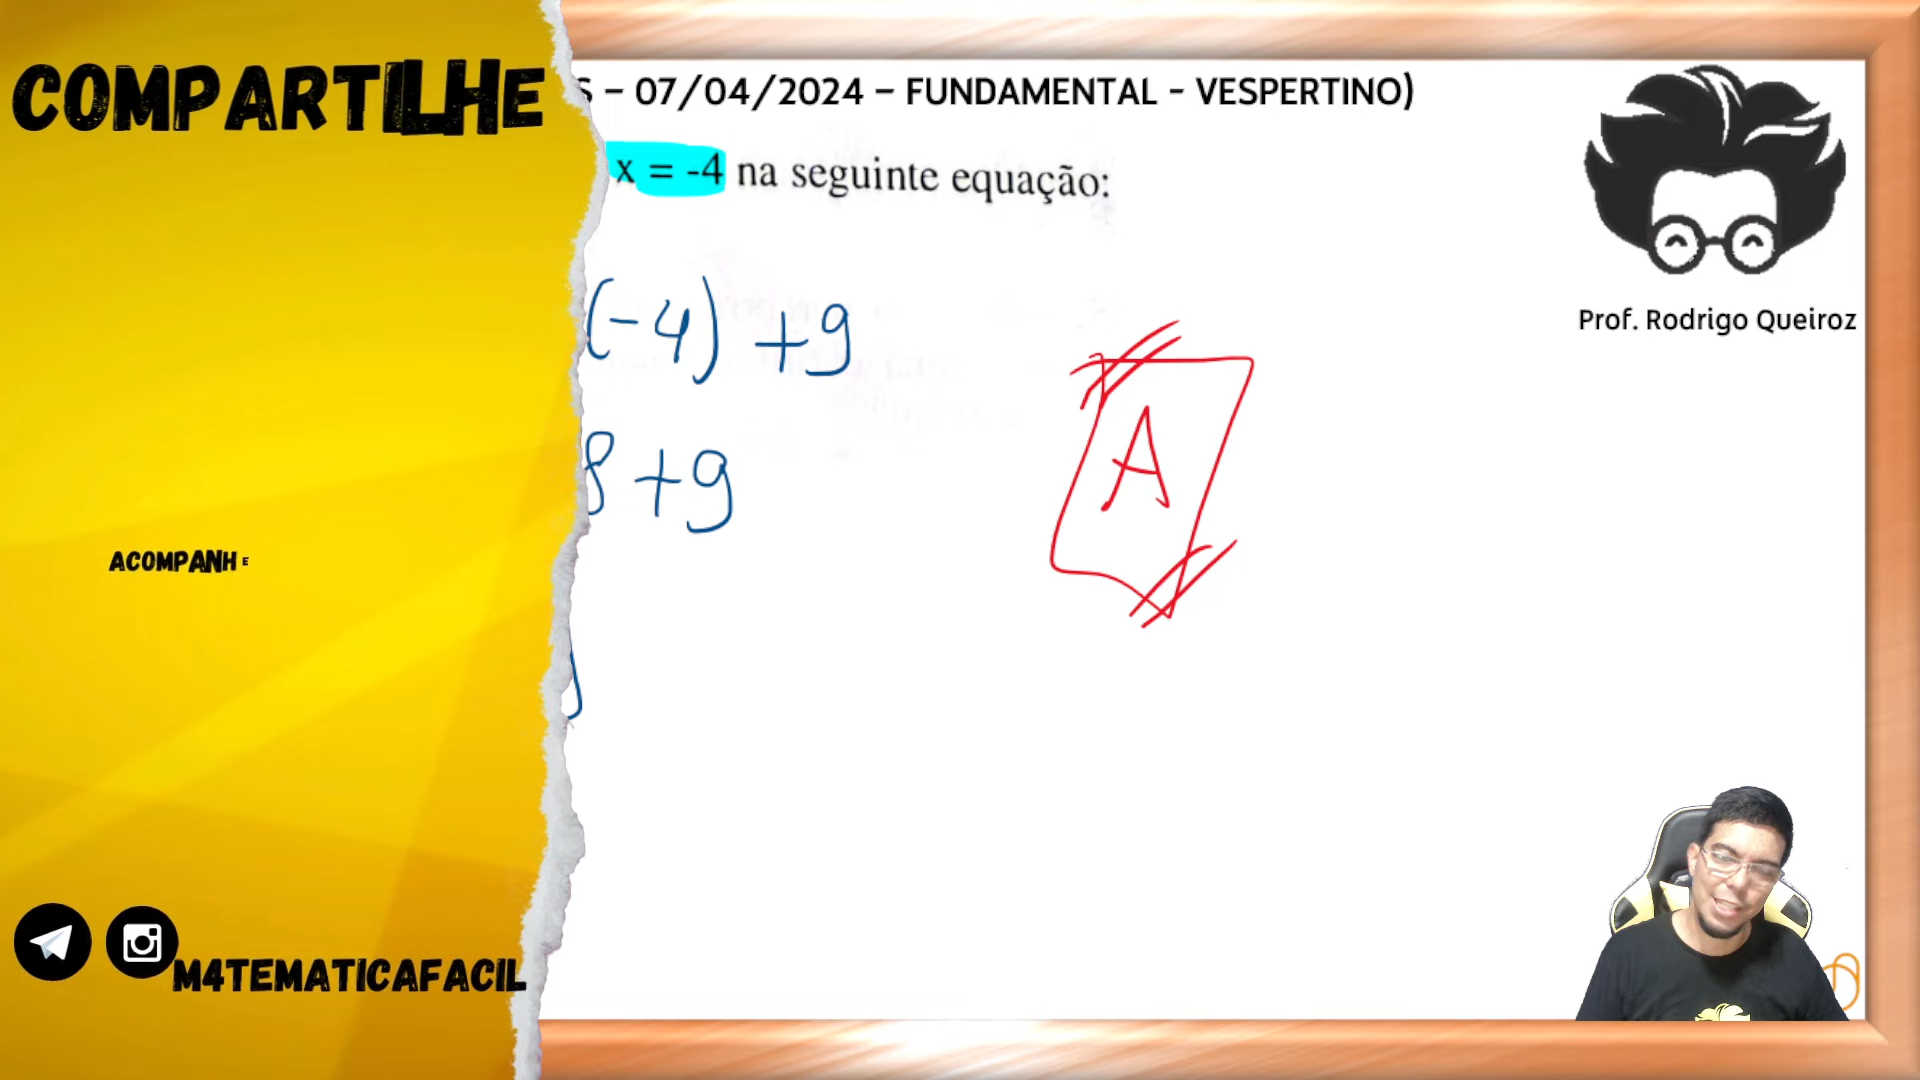 COMPARTILHE
S – 07/04/2024 – FUNDAMENTAL - VESPERTINO)
x = -4 na seguinte equação:
Prof. Rodrigo Queiroz
(-4) +9
A
8 +9
ACOMPANHE
M4TEMATICAFACIL